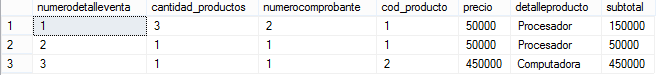 numerodetalleventa cantidad_productos numerocomprobante cod_producto precio detalleproducto subtotal
1 1 3 2 1 50000 Procesador 150000
2 2 1 1 1 50000 Procesador 50000
3 3 1 1 2 450000 Computadora 450000